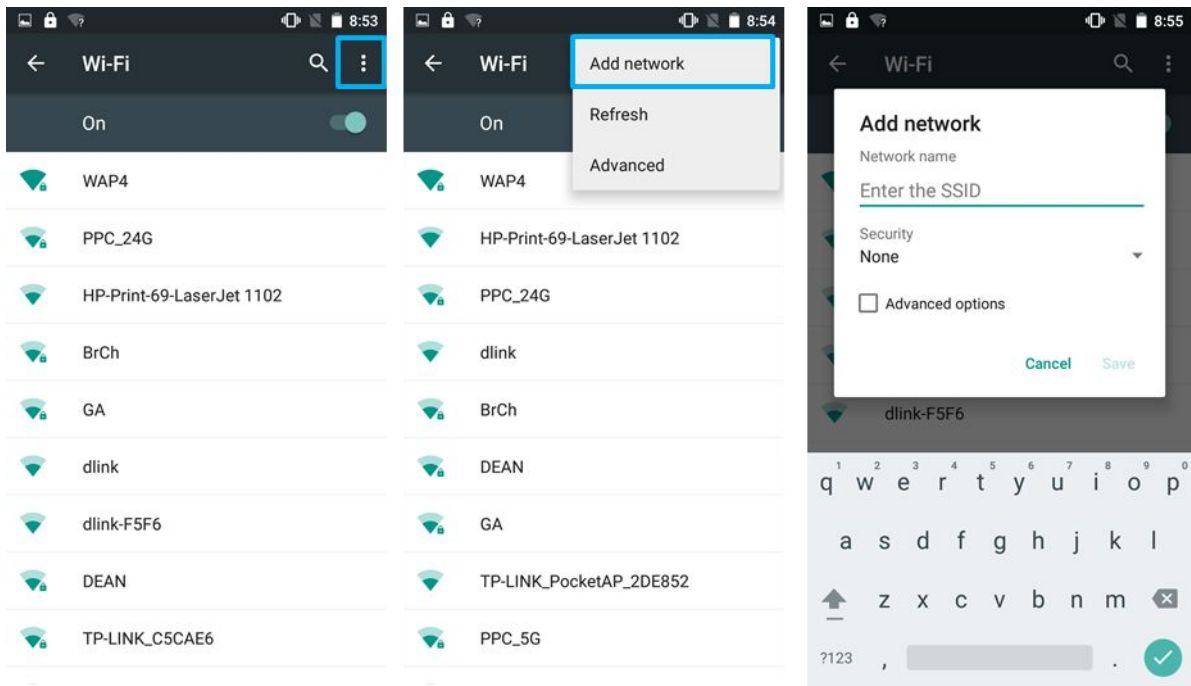 8:53
Wi-Fi
On
WAP4
PPC_24G
HP-Print-69-LaserJet 1102
BrCh
GA
dlink
dlink-F5F6
DEAN
TP-LINK_C5CAE6
8:54
Wi-Fi
Add network
On
Refresh
Advanced
WAP4
HP-Print-69-LaserJet 1102
PPC_24G
dlink
BrCh
DEAN
GA
TP-LINK_PocketAP_2DE852
PPC_5G
8:55
Wi-Fi
Add network
Network name
Enter the SSID
Security
None
Advanced options
Cancel Save
dlink-F5F6
1 2 3 4 5 6 7 8 9 0
q w e r t y u i o p
a s d f g h j k l
z x c v b n m
?123 , .